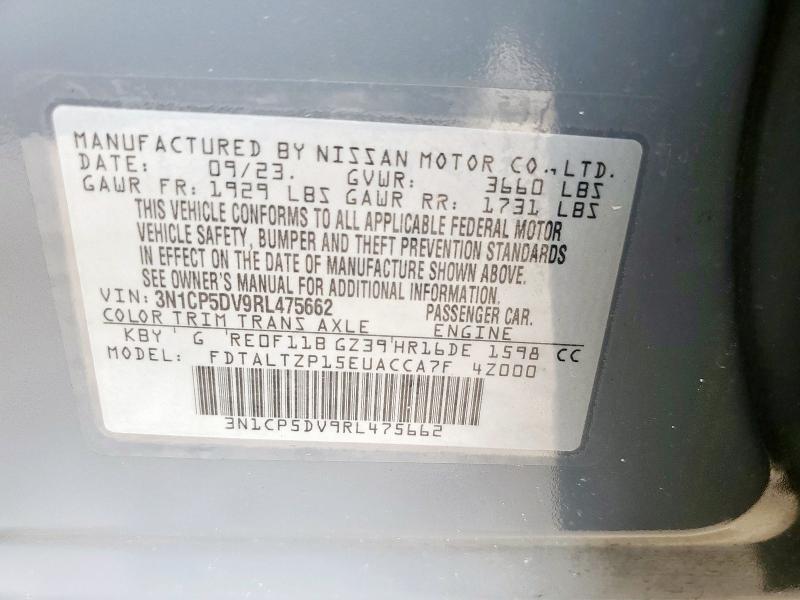 MANUFACTURED BY NISSAN MOTOR CO., LTD.
DATE: 09/23. GVWR: 3660 LBS
GAWR FR: 1929 LBS GAWR RR: 1731 LBS
THIS VEHICLE CONFORMS TO ALL APPLICABLE FEDERAL MOTOR
VEHICLE SAFETY, BUMPER AND THEFT PREVENTION STANDARDS
IN EFFECT ON THE DATE OF MANUFACTURE SHOWN ABOVE.
SEE OWNER'S MANUAL FOR ADDITIONAL INFORMATION.
VIN: 3N1CP5DV9RL475662 PASSENGER CAR.
COLOR TRIM TRANS AXLE ENGINE
KBY G RE0F11B GZ39 HR16DE 1598 CC
MODEL: FDTALTZP15EUACCA7F 4Z000
3N1CP5DV9RL475662